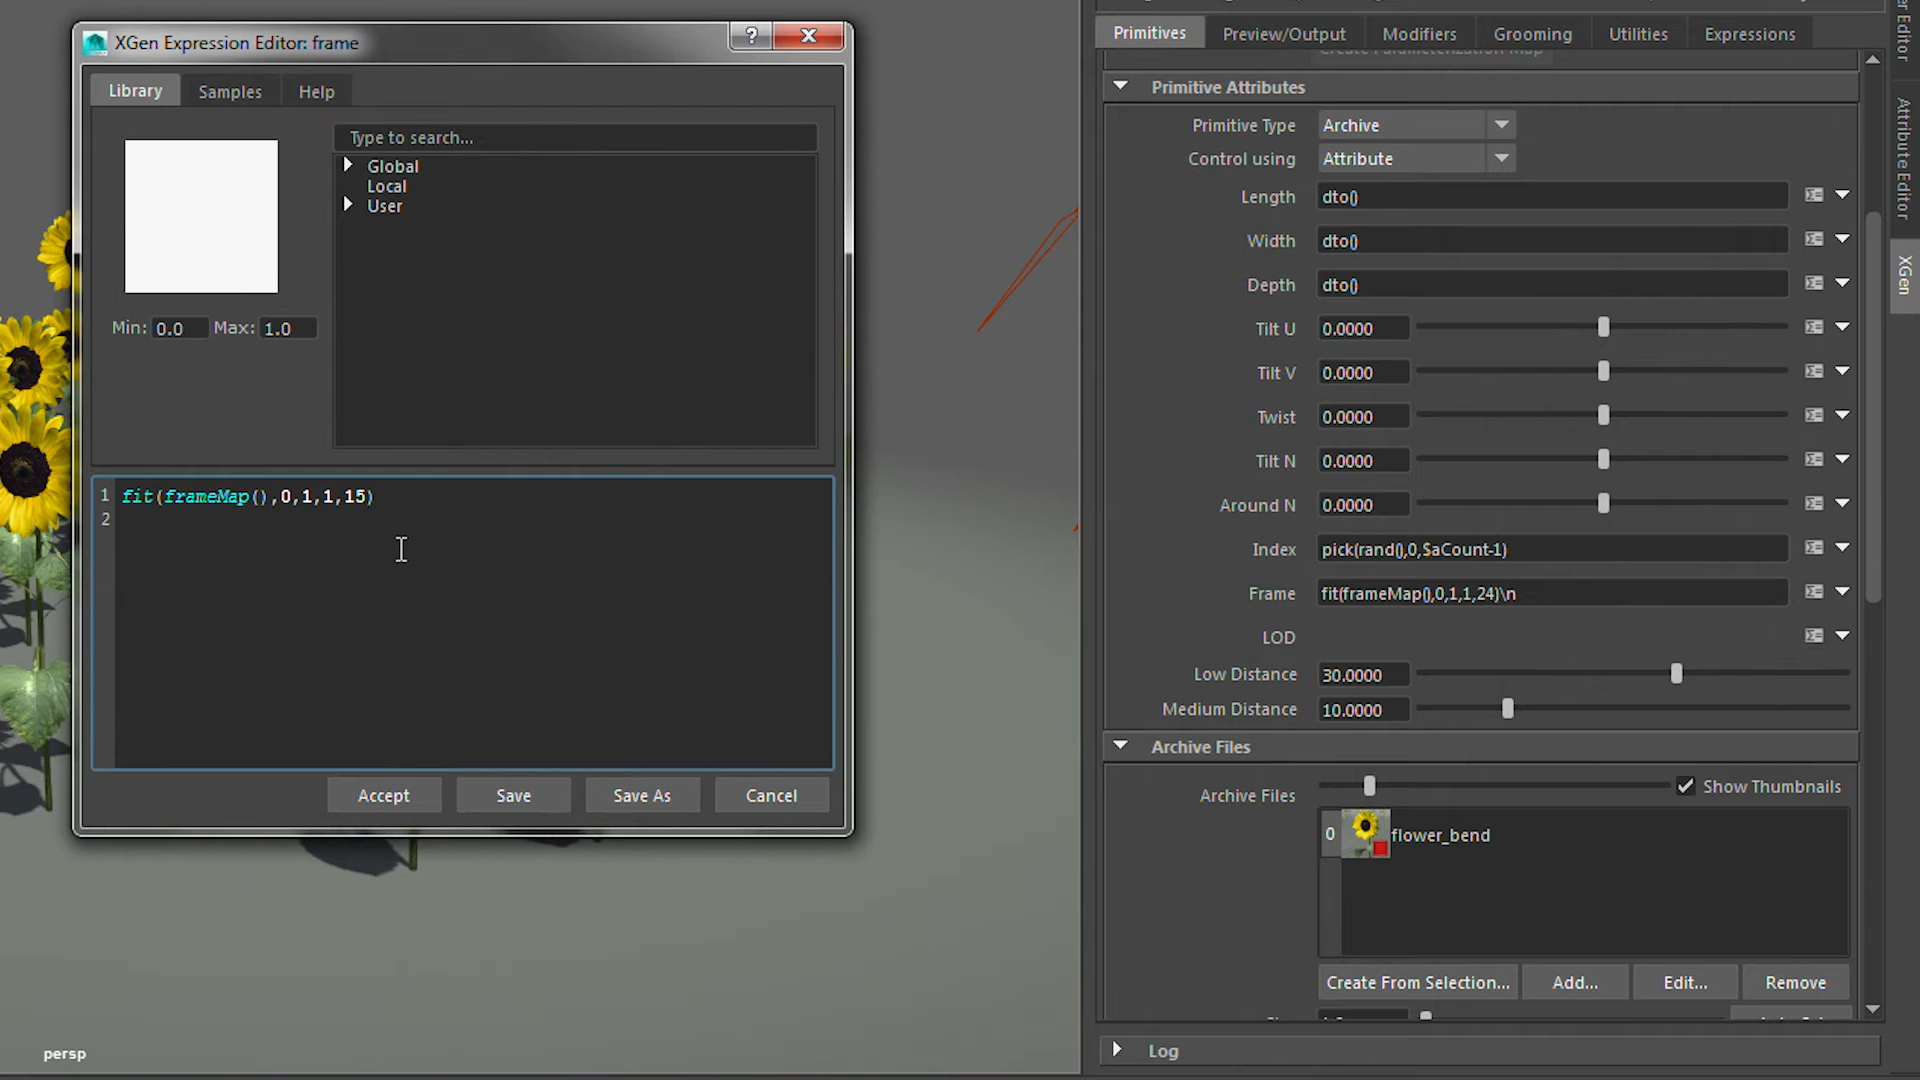 XGen Expression Editor: frame
?
Library
Samples
Help
Type to search...
Global
Local
User
Min: 0.0 Max: 1.0
1 fit(frameMap(),0,1,1,15)
2
Accept
Save
Save As
Cancel
persp
Primitives
Preview/Output
Modifiers
Grooming
Utilities
Expressions
Create Parameterization Map
Primitive Attributes
Primitive Type Archive
Control using Attribute
Length dto()
Width dto()
Depth dto()
Tilt U 0.0000
Tilt V 0.0000
Twist 0.0000
Tilt N 0.0000
Around N 0.0000
Index pick(rand(),0,$aCount-1)
Frame fit(frameMap(),0,1,1,24)\n
LOD
Low Distance 30.0000
Medium Distance 10.0000
Archive Files
Archive Files
Show Thumbnails
0 flower_bend
Create From Selection...
Add...
Edit...
Remove
Log
Attribute Editor
XGen